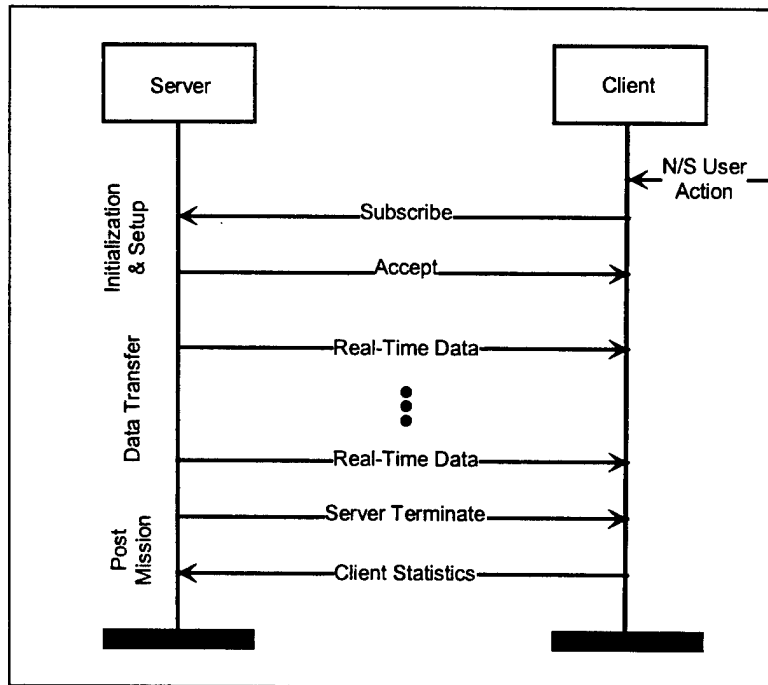 Server
Client
N/S User
Action
Initialization
& Setup
Subscribe
Accept
Data Transfer
Real-Time Data
Real-Time Data
Post
Mission
Server Terminate
Client Statistics